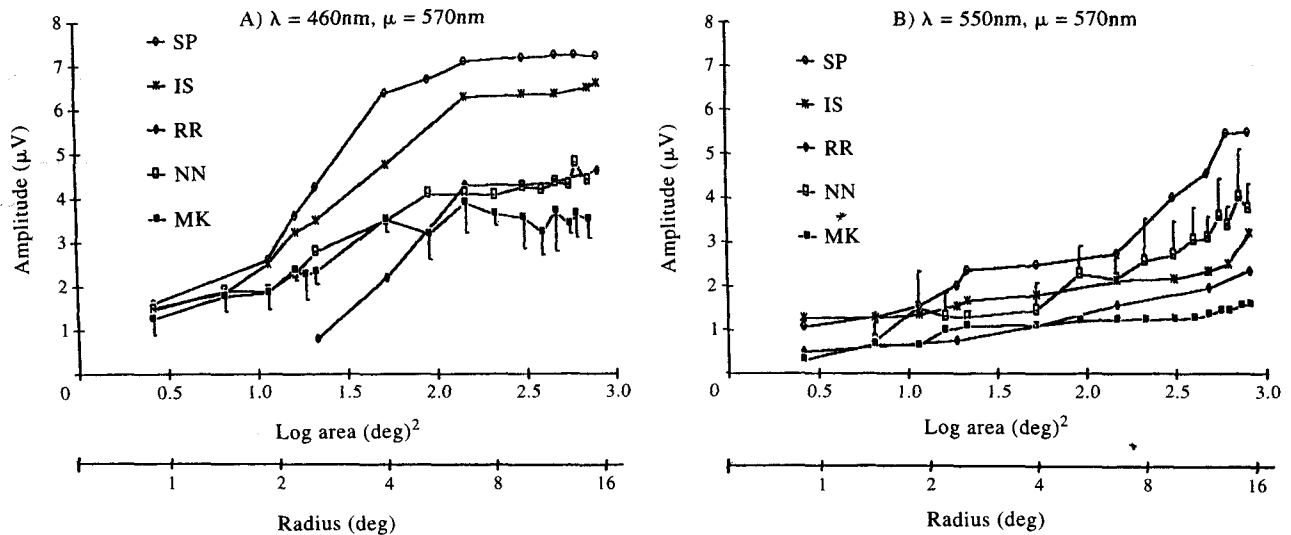 A) λ = 460nm, μ = 570nm
8
7
6
5
4
3
2
1
0
Amplitude (μV)
SP
IS
RR
NN
MK
0.5 1.0 1.5 2.0 2.5 3.0
Log area (deg)²
1 2 4 8 16
Radius (deg)
B) λ = 550nm, μ = 570nm
8
7
6
5
4
3
2
1
0
Amplitude (μV)
SP
IS
RR
NN
MK
0.5 1.0 1.5 2.0 2.5 3.0
Log area (deg)²
1 2 4 8 16
Radius (deg)